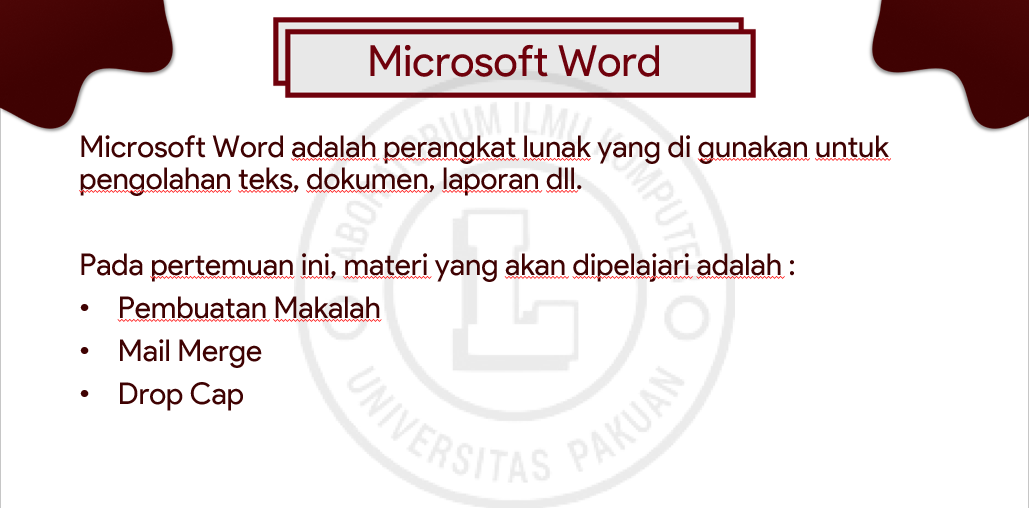 Microsoft Word
Microsoft Word adalah perangkat lunak yang di gunakan untuk
pengolahan teks, dokumen, laporan dll.
Pada pertemuan ini, materi yang akan dipelajari adalah :
• Pembuatan Makalah
• Mail Merge
• Drop Cap
LABORATORIUM ILMU KOMPUTER
UNIVERSITAS PAKUAN